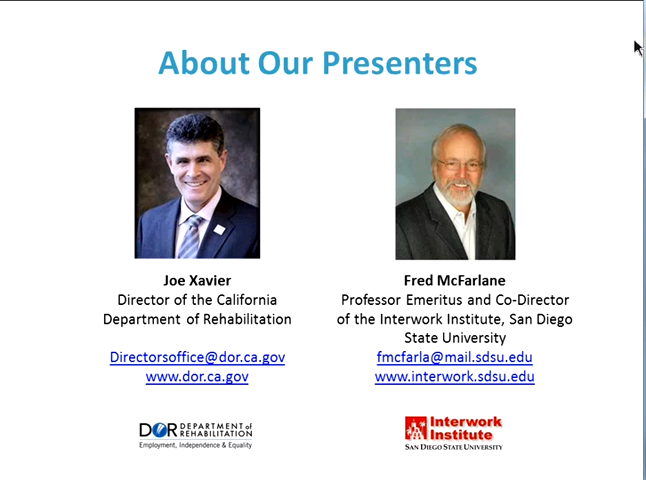 About Our Presenters
Joe Xavier
Director of the California
Department of Rehabilitation
Directorsoffice@dor.ca.gov
www.dor.ca.gov
DOR DEPARTMENT of
REHABILITATION
Employment, Independence & Equality
Fred McFarlane
Professor Emeritus and Co-Director
of the Interwork Institute, San Diego
State University
fmcfarla@mail.sdsu.edu
www.interwork.sdsu.edu
Interwork
Institute
SAN DIEGO STATE UNIVERSITY